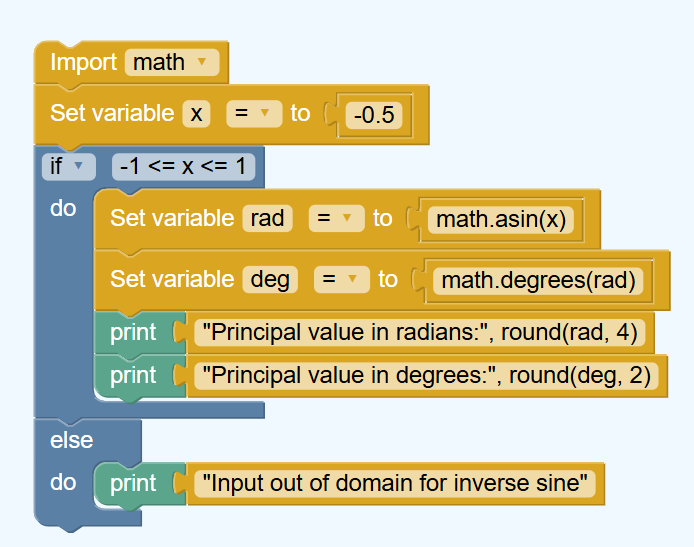 Import math
Set variable x = to -0.5
if -1 <= x <= 1
do Set variable rad = to math.asin(x)
Set variable deg = to math.degrees(rad)
print "Principal value in radians:", round(rad, 4)
print "Principal value in degrees:", round(deg, 2)
else
do print "Input out of domain for inverse sine"